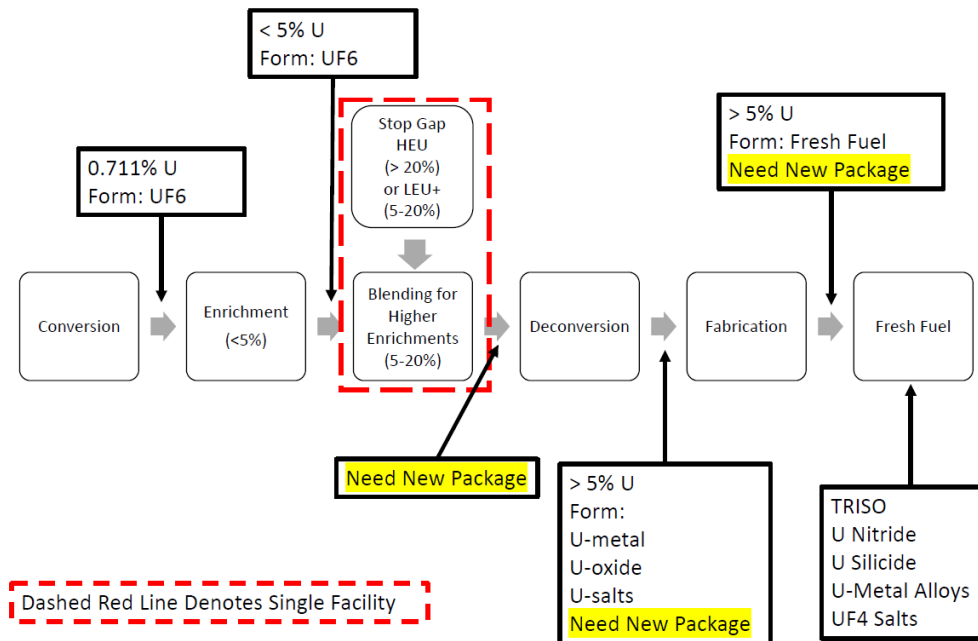 < 5% U
Form: UF6
Stop Gap
HEU
(> 20%)
or LEU+
(5-20%)
> 5% U
Form: Fresh Fuel
Need New Package
0.711% U
Form: UF6
Conversion
Enrichment
(<5%)
Blending for
Higher
Enrichments
(5-20%)
Deconversion
Fabrication
Fresh Fuel
Need New Package
> 5% U
Form:
U-metal
U-oxide
U-salts
Need New Package
TRISO
U Nitride
U Silicide
U-Metal Alloys
UF4 Salts
Dashed Red Line Denotes Single Facility